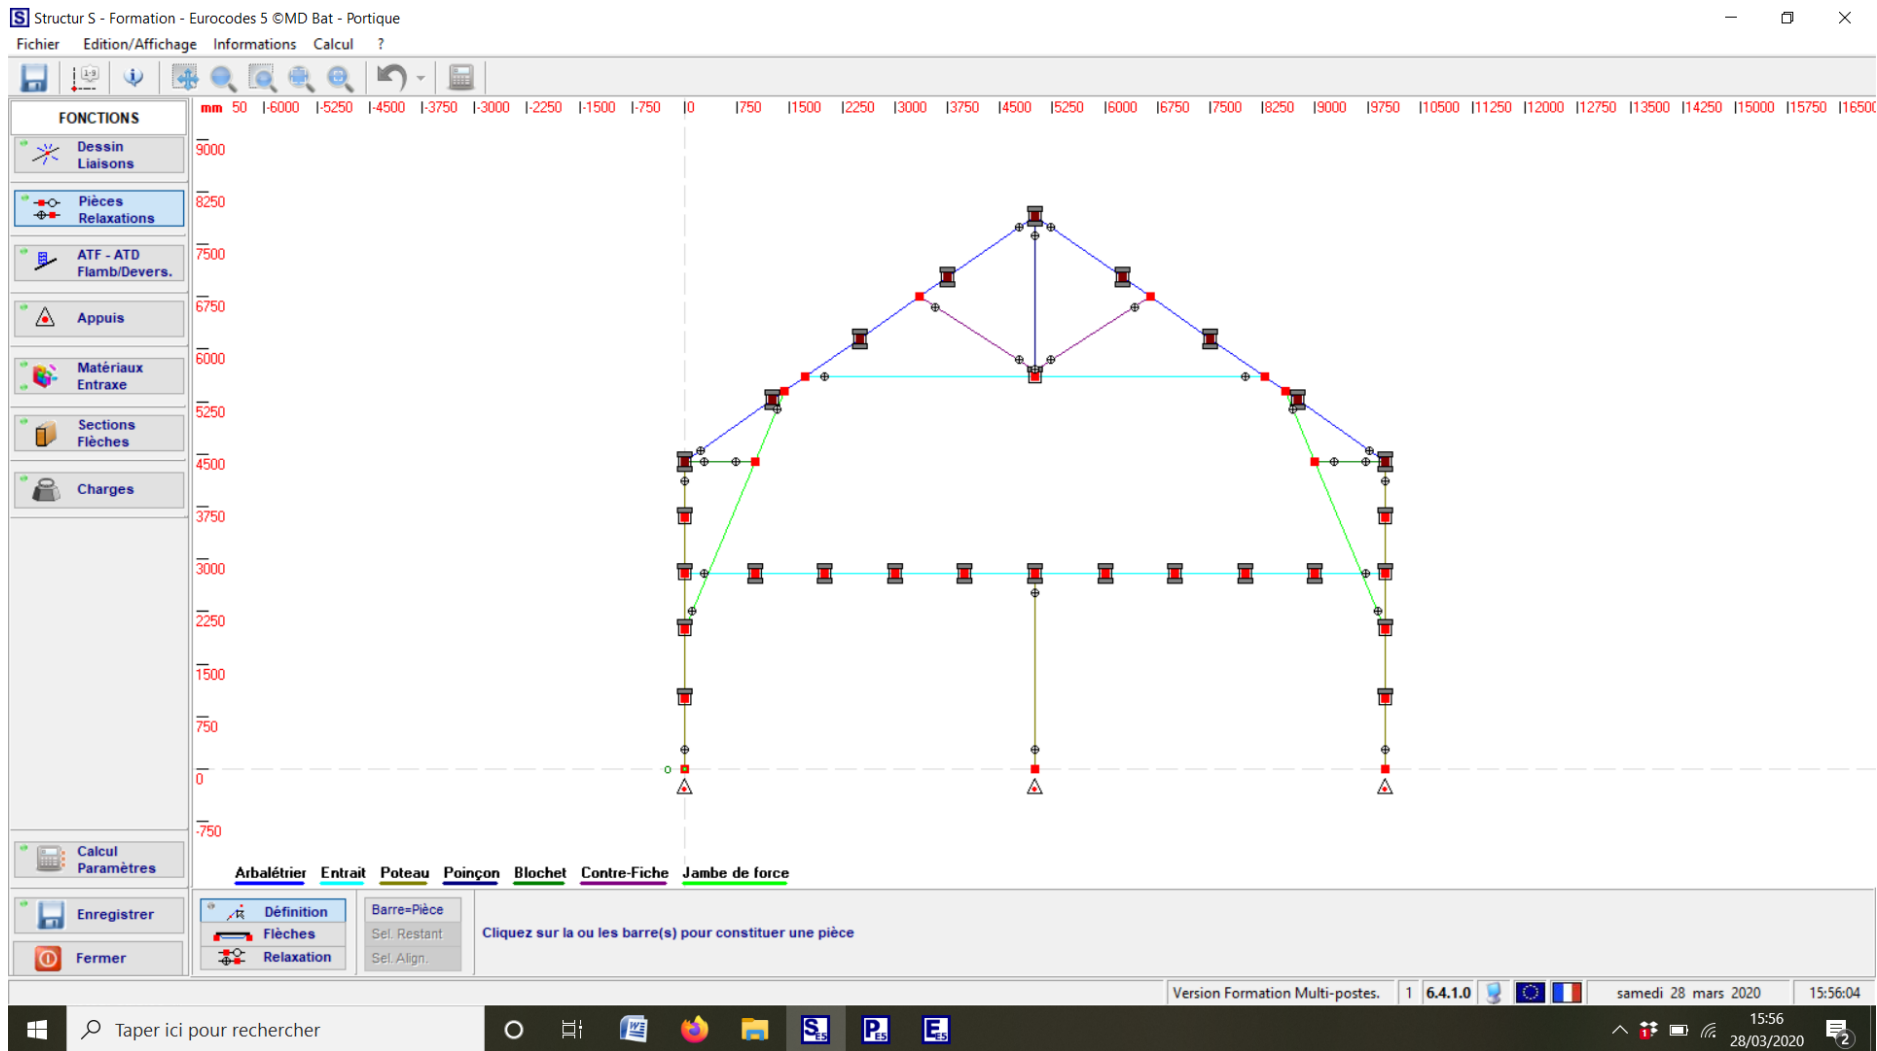 Structur S - Formation - Eurocodes 5 ©MD Bat - Portique
Fichier Edition/Affichage Informations Calcul ?
FONCTIONS
mm 50 |-6000 |-5250 |-4500 |-3750 |-3000 |-2250 |-1500 |-750 |0 |750 |1500 |2250 |3000 |3750 |4500 |5250 |6000 |6750 |7500 |8250 |9000 |9750 |10500 |11250 |12000 |12750 |13500 |14250 |15000 |15750 |16500
Dessin
Liaisons
9000
Pièces
Relaxations
8250
ATF - ATD
Flamb/Devers.
7500
Appuis
6750
Matériaux
Entraxe
6000
Sections
Flèches
5250
4500
Charges
3750
3000
2250
1500
750
0
-750
Calcul
Paramètres
Arbalétrier Entrait Poteau Poinçon Blochet Contre-Fiche Jambe de force
Enregistrer
Fermer
Définition
Flèches
Relaxation
Barre=Pièce
Sel. Restant
Sel. Align.
Cliquez sur la ou les barre(s) pour constituer une pièce
Version Formation Multi-postes. 1 6.4.1.0 samedi 28 mars 2020 15:56:04
Taper ici pour rechercher
15:56
28/03/2020